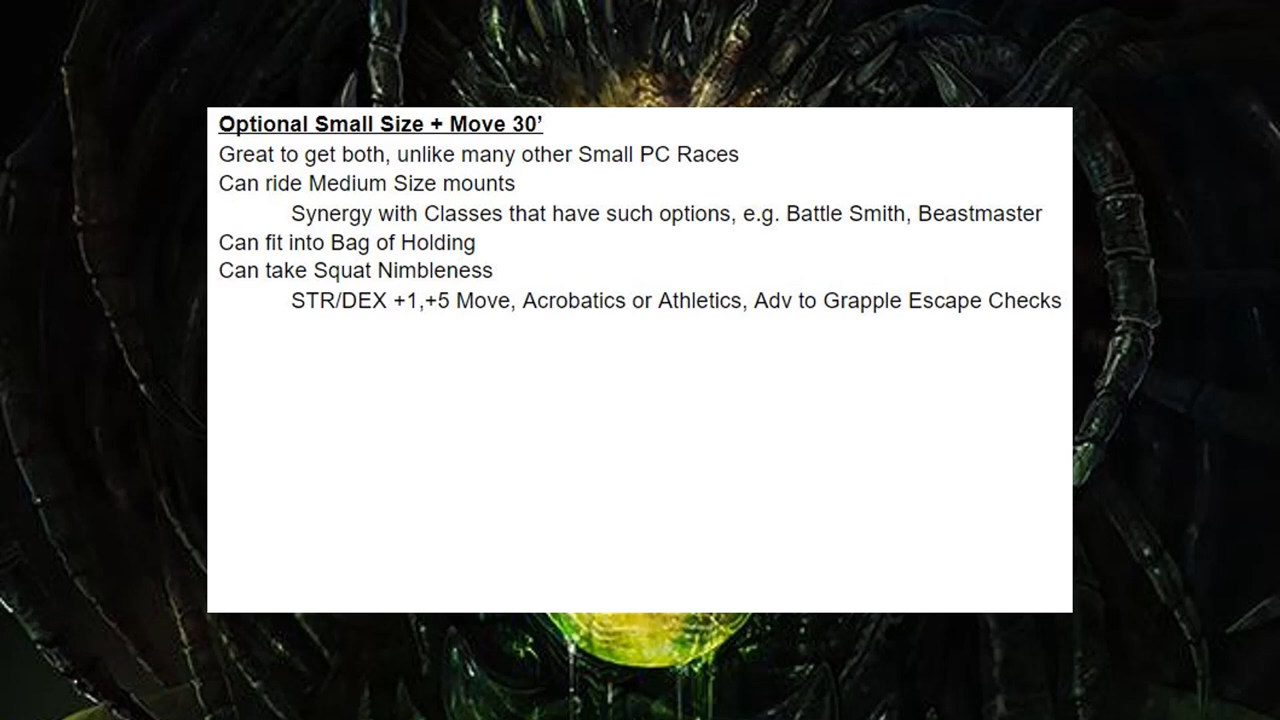 Optional Small Size + Move 30’
Great to get both, unlike many other Small PC Races
Can ride Medium Size mounts
Synergy with Classes that have such options, e.g. Battle Smith, Beastmaster
Can fit into Bag of Holding
Can take Squat Nimbleness
STR/DEX +1,+5 Move, Acrobatics or Athletics, Adv to Grapple Escape Checks